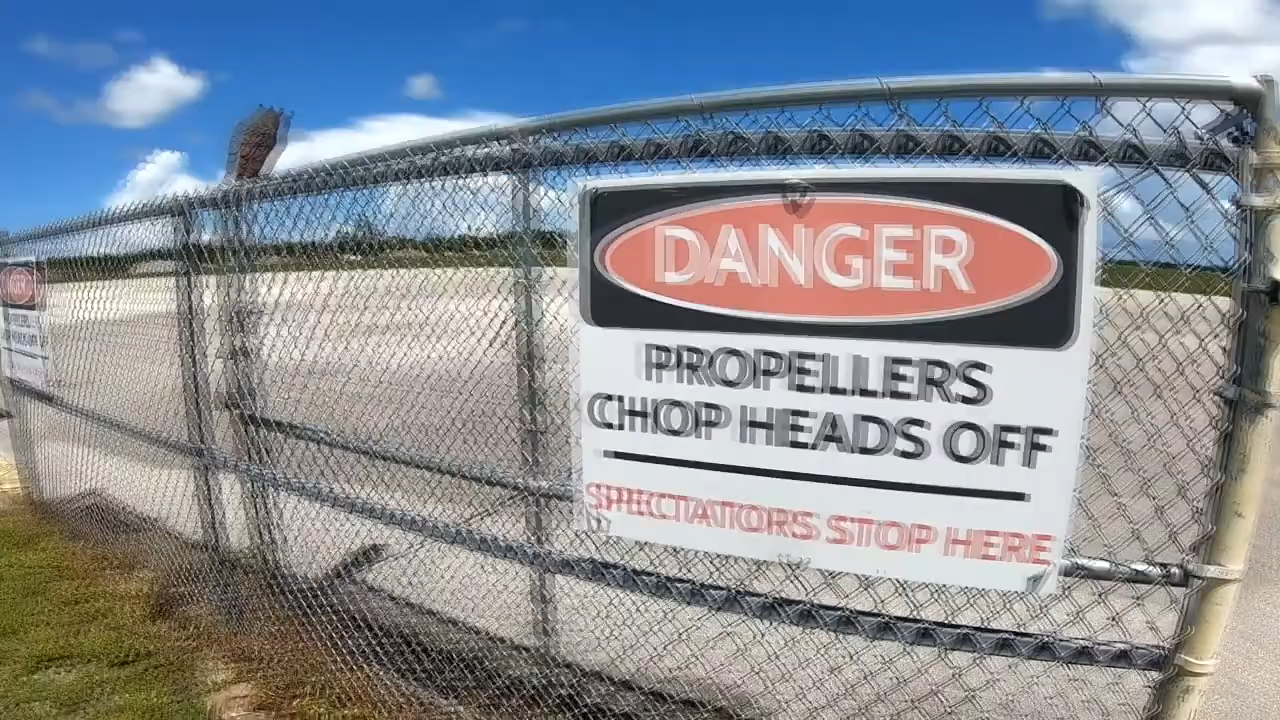 DANGER
PROPELLERS
CHOP HEADS OFF
SPECTATORS STOP HERE